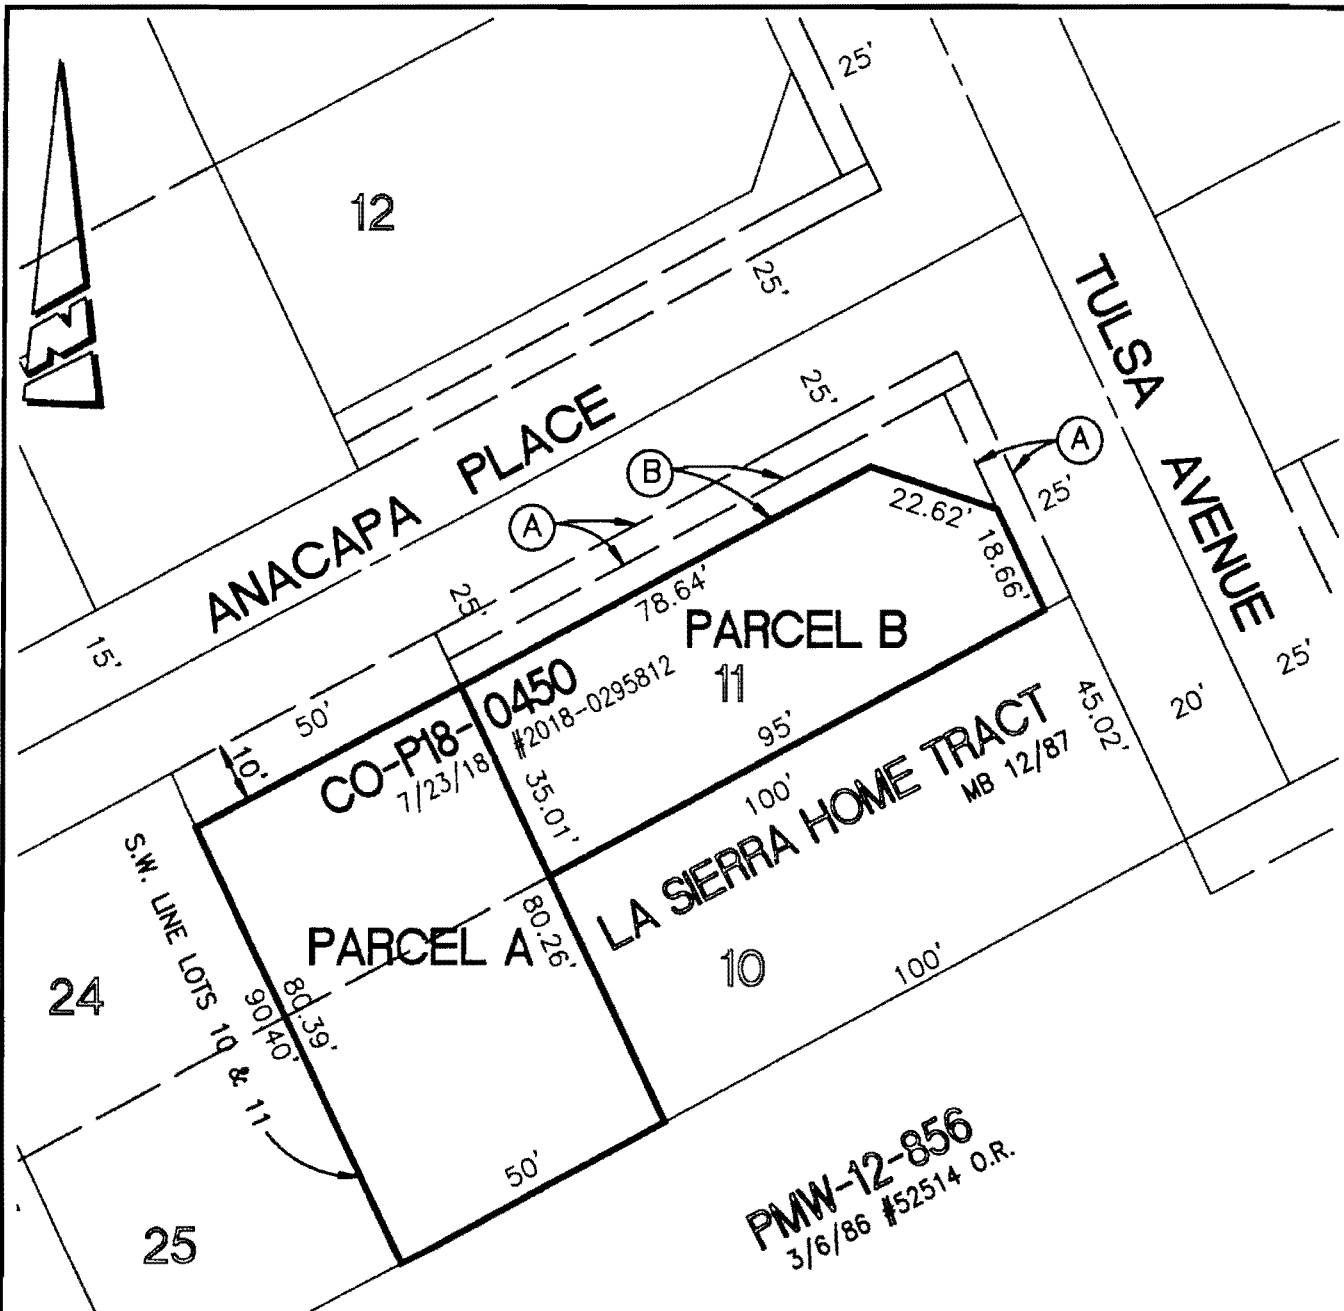 N
25'
12
25'
TULSA AVENUE
25'
ANACAPA PLACE
B
A
A
25'
22.62'
18.66'
25'
78.64'
15'
PARCEL B
11
50'
10'
CO-P18-0450
7/23/18 #2018-0295812
35.01'
95'
100'
LA SIERRA HOME TRACT
MB 12/87
45.02'
20'
25'
S.W. LINE LOTS 10 & 11
PARCEL A
80.26'
10
100'
24
90.40'
80.39'
50'
25
PMW-12-856
3/6/86 #52514 O.R.